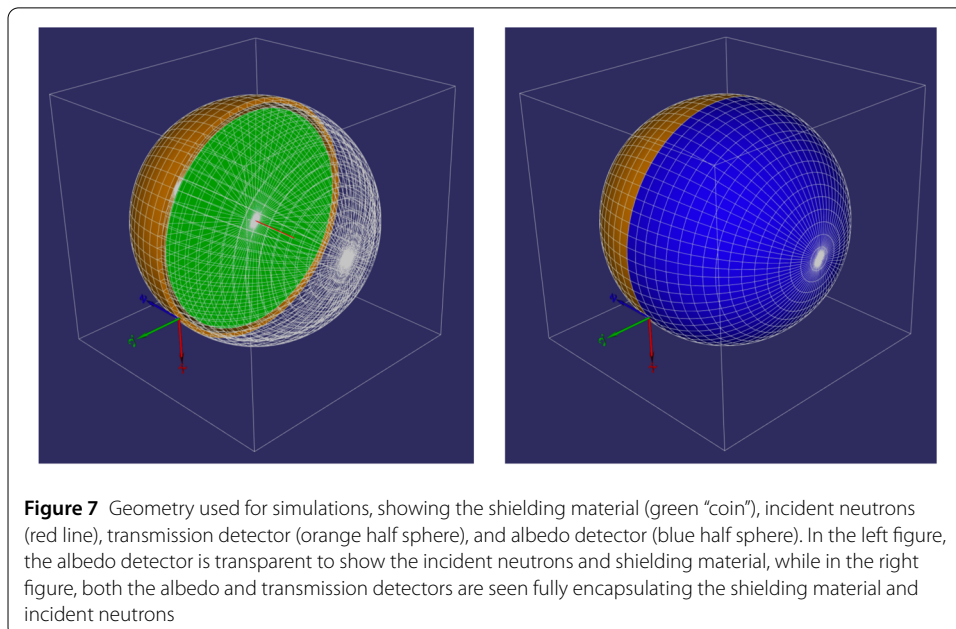 Figure 7 Geometry used for simulations, showing the shielding material (green “coin”), incident neutrons
(red line), transmission detector (orange half sphere), and albedo detector (blue half sphere). In the left figure,
the albedo detector is transparent to show the incident neutrons and shielding material, while in the right
figure, both the albedo and transmission detectors are seen fully encapsulating the shielding material and
incident neutrons